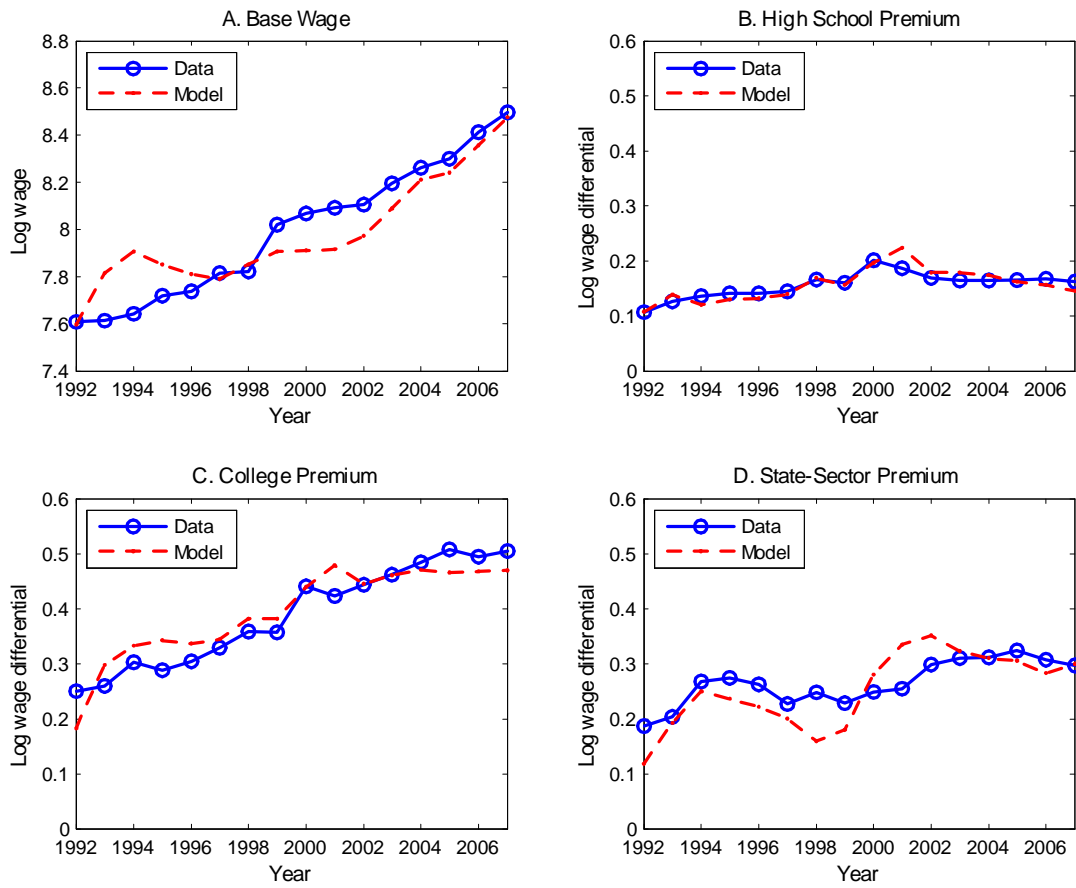 A. Base Wage
8.8
8.6
8.4
8.2
8
7.8
7.6
7.4
Log wage
Data
Model
1992 1994 1996 1998 2000 2002 2004 2006
Year
B. High School Premium
0.6
0.5
0.4
0.3
0.2
0.1
0
Log wage differential
Data
Model
1992 1994 1996 1998 2000 2002 2004 2006
Year
C. College Premium
0.6
0.5
0.4
0.3
0.2
0.1
0
Log wage differential
Data
Model
1992 1994 1996 1998 2000 2002 2004 2006
Year
D. State-Sector Premium
0.6
0.5
0.4
0.3
0.2
0.1
0
Log wage differential
Data
Model
1992 1994 1996 1998 2000 2002 2004 2006
Year